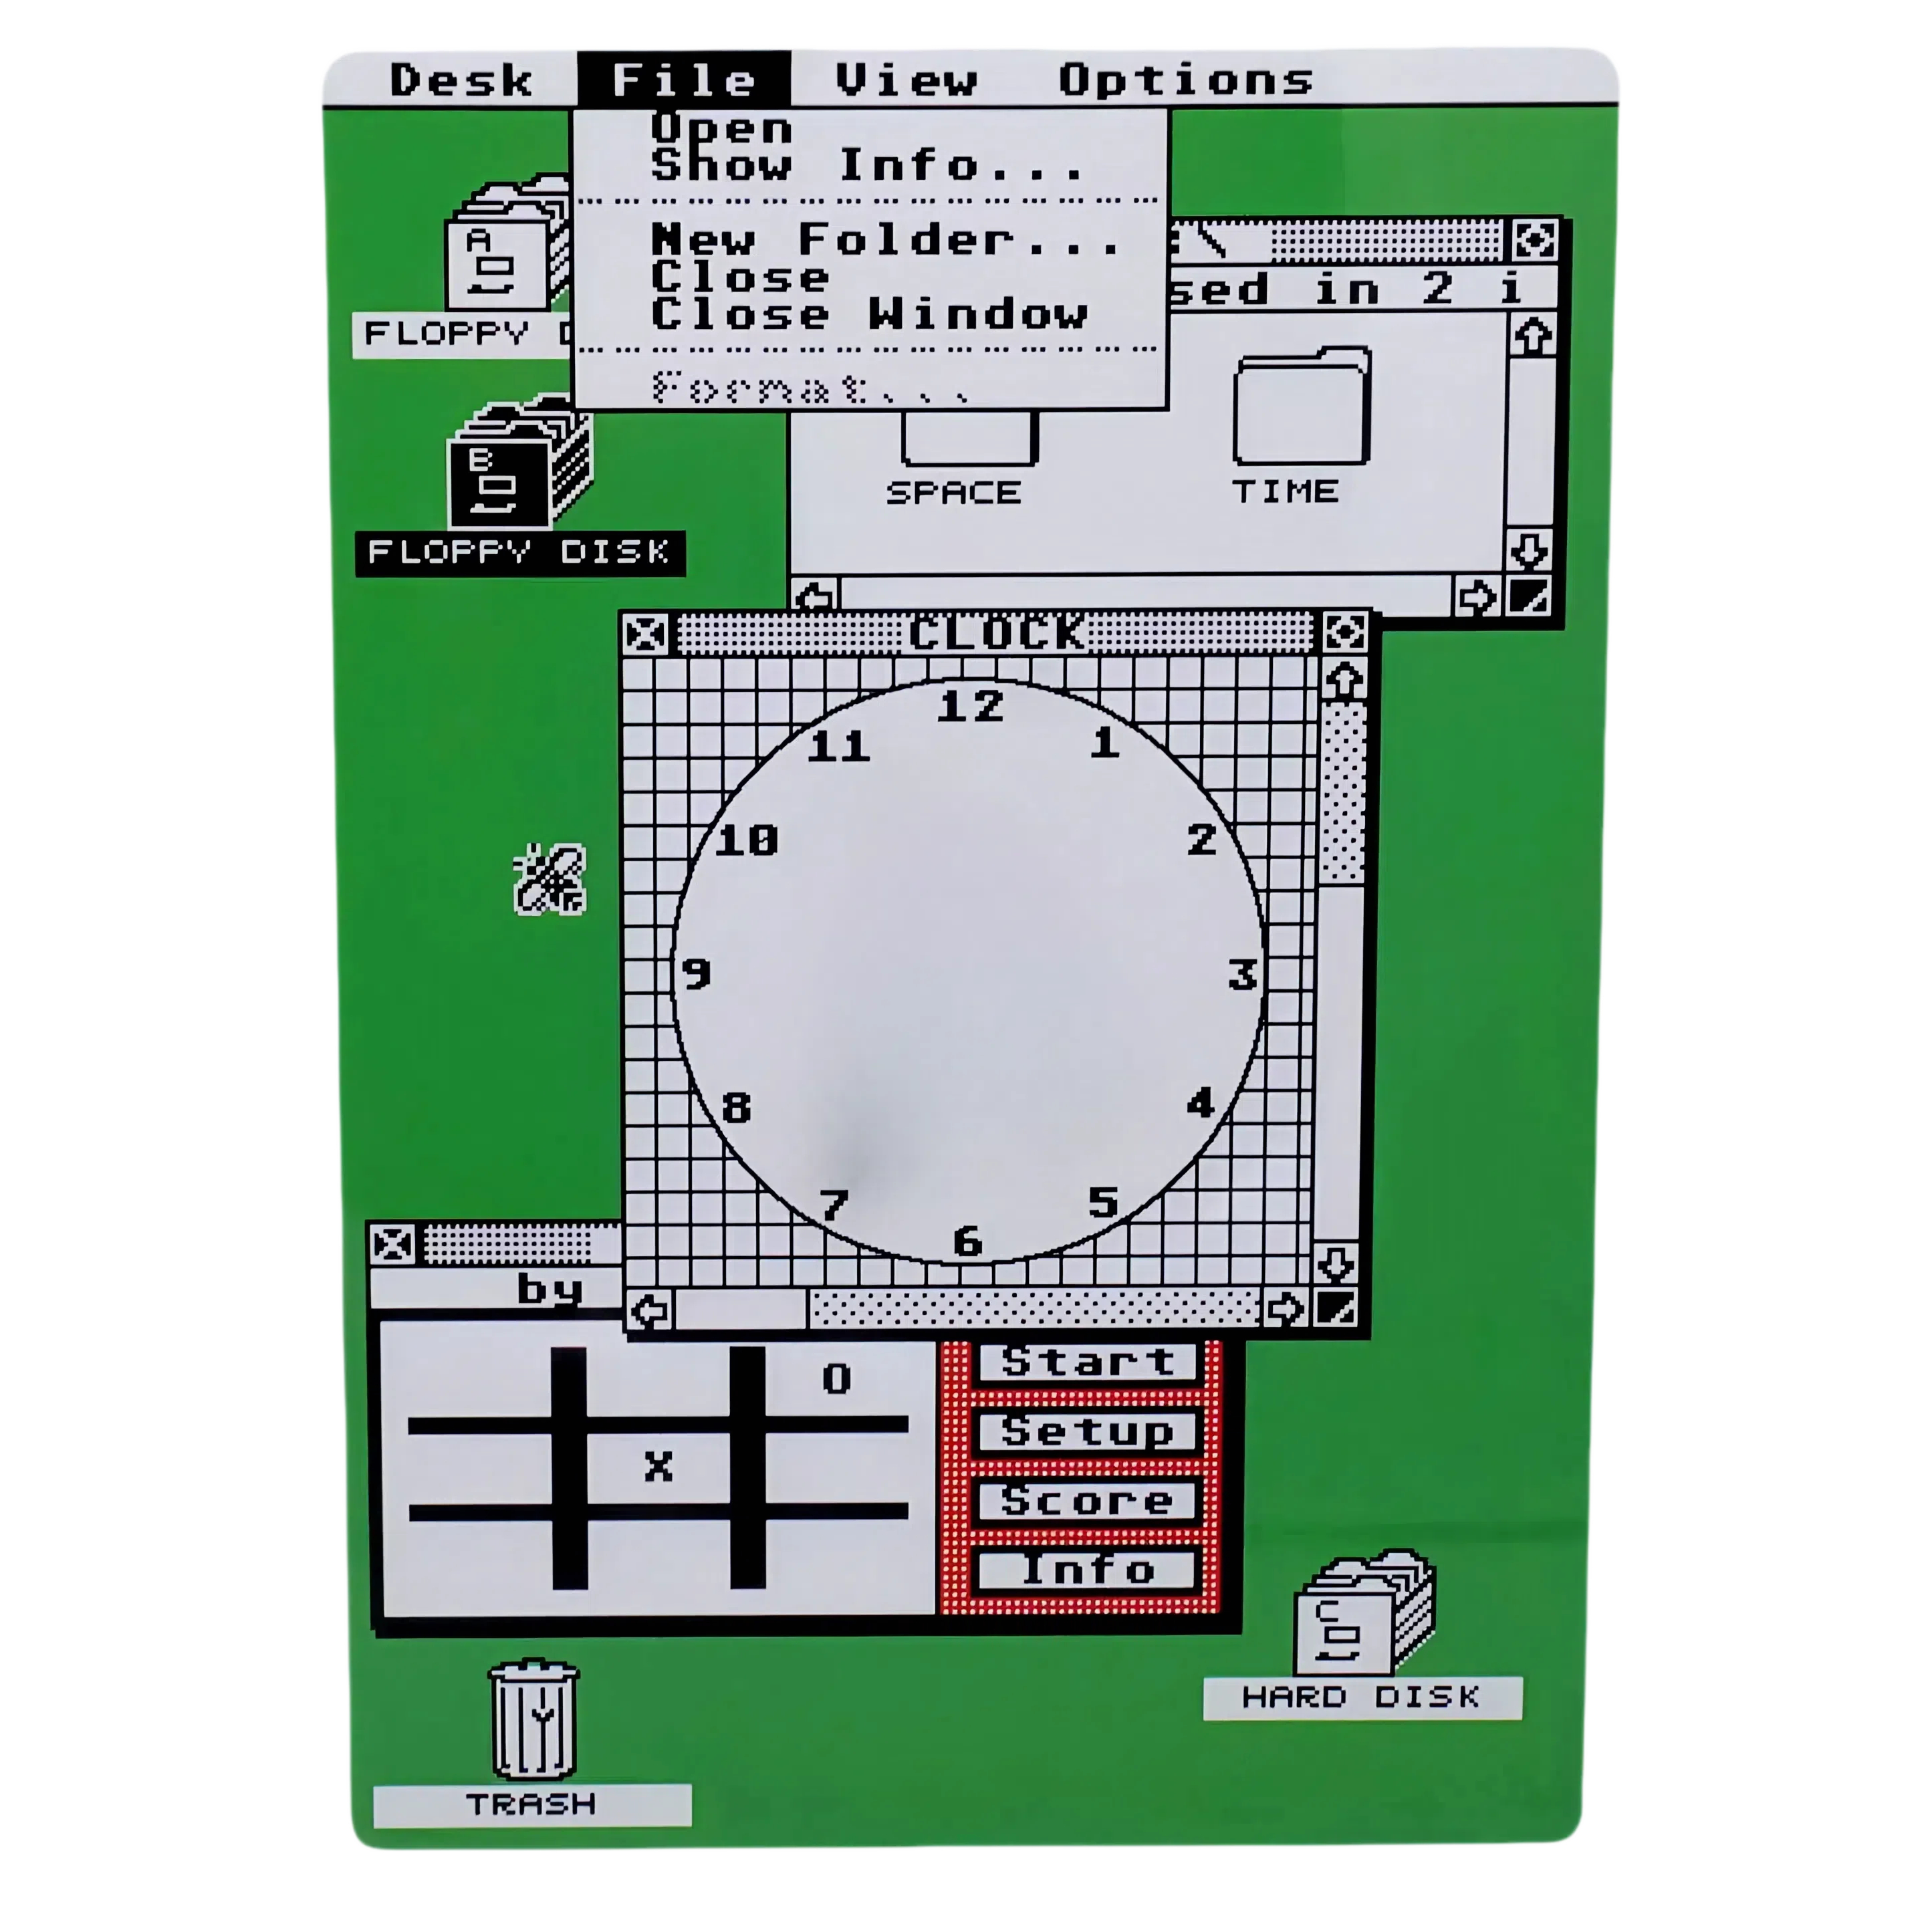 Desk File View Options
Open
Show Info...
New Folder...
Close
Close Window
Format...
A
FLOPPY
sed in 2 i
B
FLOPPY DISK
SPACE TIME
CLOCK
12
11 1
10 2
9 3
8 4
7 5
6
by
O
X
Start
Setup
Score
Info
C
HARD DISK
TRASH